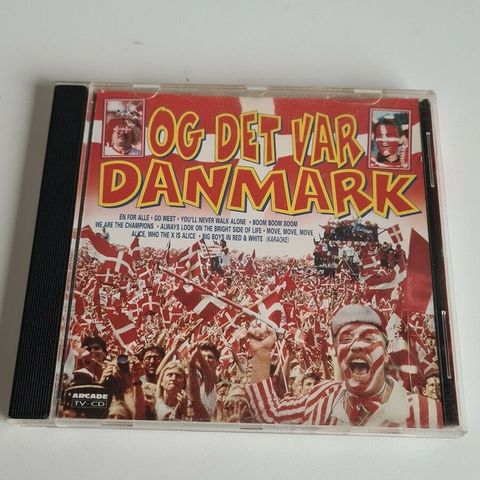 OG DET VAR
DANMARK
EN FOR ALLE • GO WEST • YOU'LL NEVER WALK ALONE • BOOM BOOM BOOM
WE ARE THE CHAMPIONS • ALWAYS LOOK ON THE BRIGHT SIDE OF LIFE • MOVE, MOVE, MOVE
ALICE, WHO THE X IS ALICE • BIG BOYS IN RED & WHITE (KARAOKE)
ARCADE
TV-CD